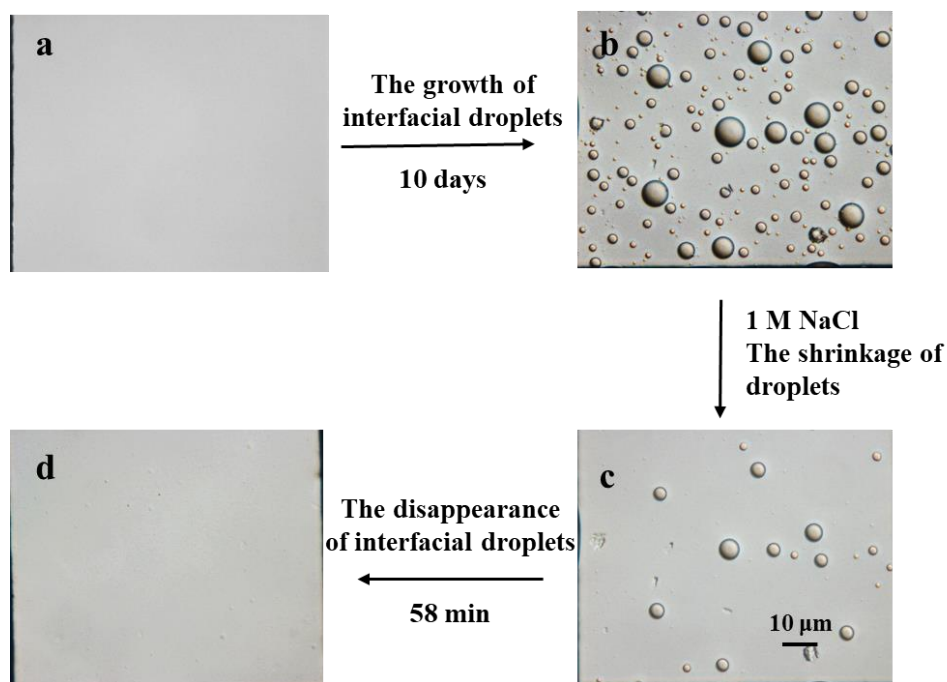 a
The growth of
interfacial droplets
10 days
b
1 M NaCl
The shrinkage of
droplets
c
10 μm
The disappearance
of interfacial droplets
58 min
d